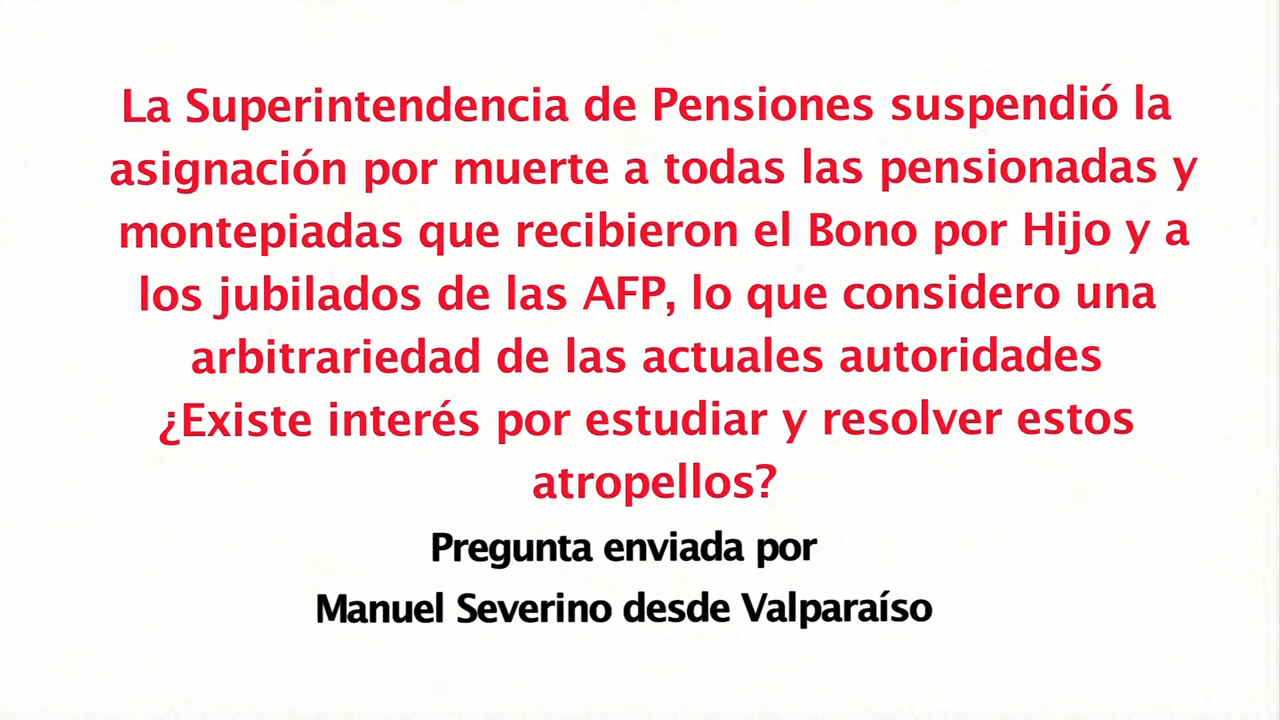 La Superintendencia de Pensiones suspendió la
asignación por muerte a todas las pensionadas y
montepiadas que recibieron el Bono por Hijo y a
los jubilados de las AFP, lo que considero una
arbitrariedad de las actuales autoridades
¿Existe interés por estudiar y resolver estos
atropellos?
Pregunta enviada por
Manuel Severino desde Valparaíso